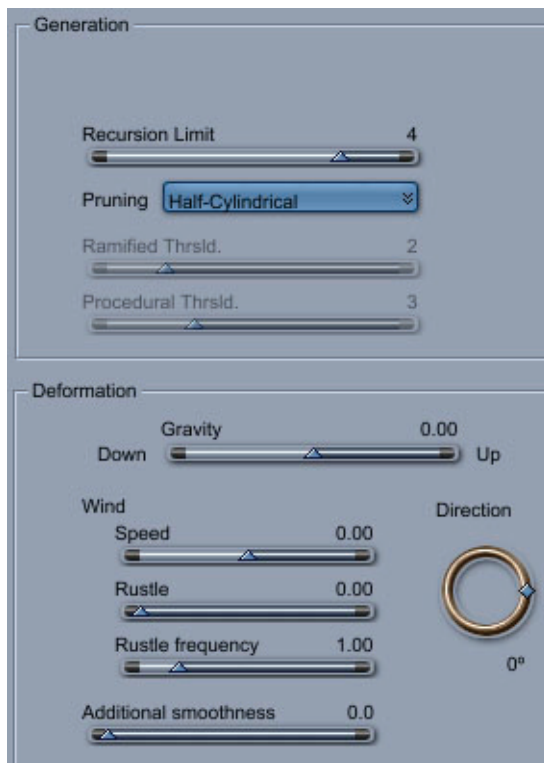 Generation
Recursion Limit 4
Pruning Half-Cylindrical
Ramified Thrsld. 2
Procedural Thrsld. 3
Deformation
Gravity 0.00
Down Up
Wind Direction
Speed 0.00
Rustle 0.00
Rustle frequency 1.00
0º
Additional smoothness 0.0